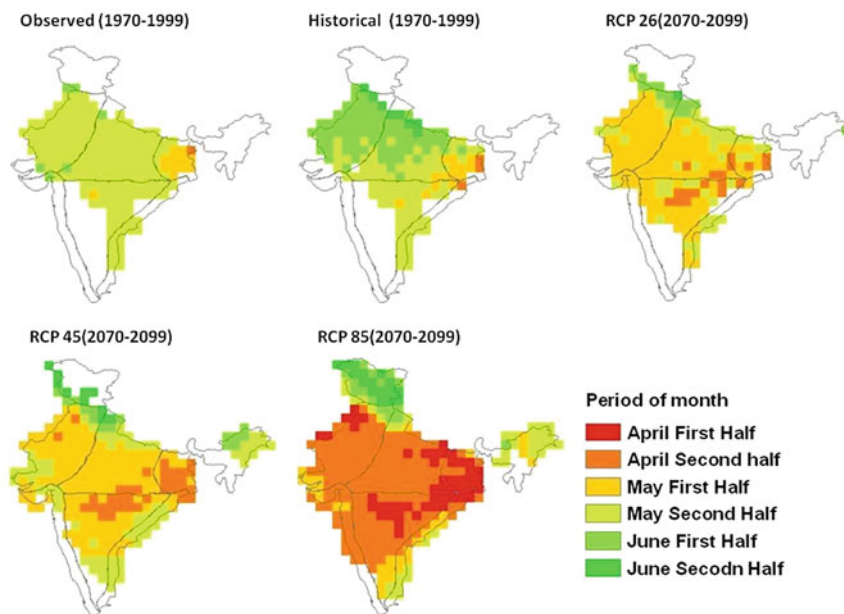 Observed (1970-1999)
Historical (1970-1999)
RCP 26(2070-2099)
RCP 45(2070-2099)
RCP 85(2070-2099)
Period of month
April First Half
April Second half
May First Half
May Second Half
June First Half
June Secodn Half